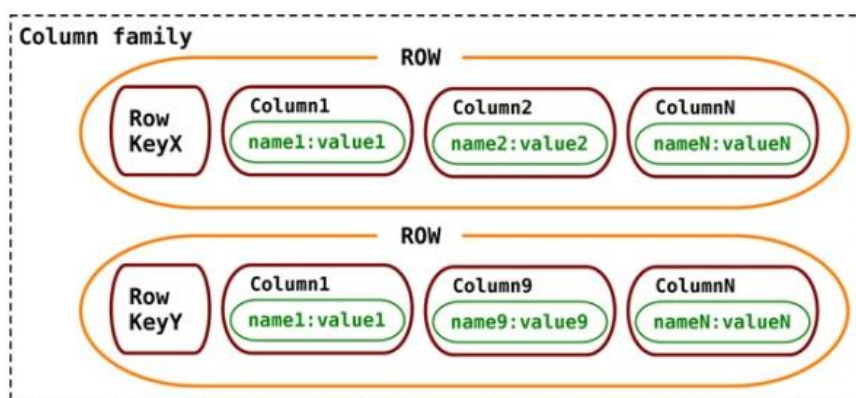 Column family
ROW
Row
KeyX
Column1
name1:value1
Column2
name2:value2
ColumnN
nameN:valueN
ROW
Row
KeyY
Column1
name1:value1
Column9
name9:value9
ColumnN
nameN:valueN